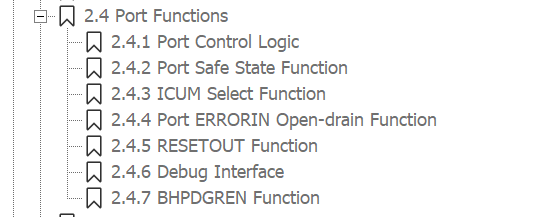 2.4 Port Functions
2.4.1 Port Control Logic
2.4.2 Port Safe State Function
2.4.3 ICUM Select Function
2.4.4 Port ERRORIN Open-drain Function
2.4.5 RESETOUT Function
2.4.6 Debug Interface
2.4.7 BHPDGREN Function